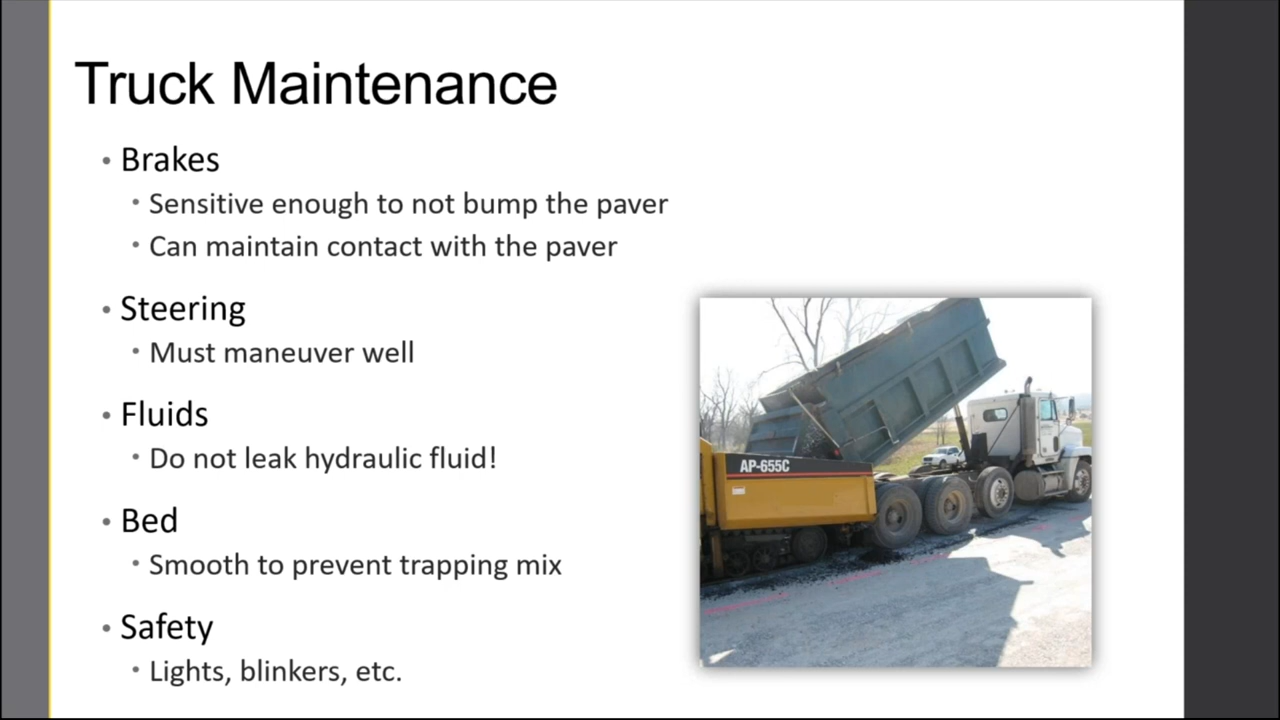 Truck Maintenance
• Brakes
• Sensitive enough to not bump the paver
• Can maintain contact with the paver
• Steering
• Must maneuver well
• Fluids
• Do not leak hydraulic fluid!
• Bed
• Smooth to prevent trapping mix
• Safety
• Lights, blinkers, etc.
AP-655C